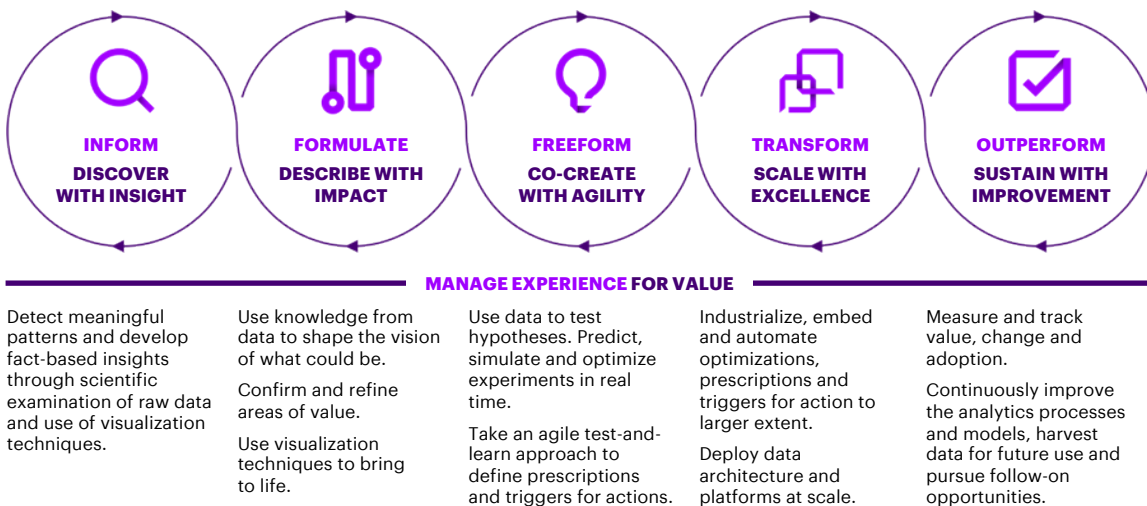 INFORM
DISCOVER
WITH INSIGHT
FORMULATE
DESCRIBE WITH
IMPACT
FREEFORM
CO-CREATE
WITH AGILITY
TRANSFORM
SCALE WITH
EXCELLENCE
OUTPERFORM
SUSTAIN WITH
IMPROVEMENT
MANAGE EXPERIENCE FOR VALUE
Detect meaningful
patterns and develop
fact-based insights
through scientific
examination of raw data
and use of visualization
techniques.
Use knowledge from
data to shape the vision
of what could be.
Confirm and refine
areas of value.
Use visualization
techniques to bring
to life.
Use data to test
hypotheses. Predict,
simulate and optimize
experiments in real
time.
Take an agile test-and-
learn approach to
define prescriptions
and triggers for actions.
Industrialize, embed
and automate
optimizations,
prescriptions and
triggers for action to
larger extent.
Deploy data
architecture and
platforms at scale.
Measure and track
value, change and
adoption.
Continuously improve
the analytics processes
and models, harvest
data for future use and
pursue follow-on
opportunities.